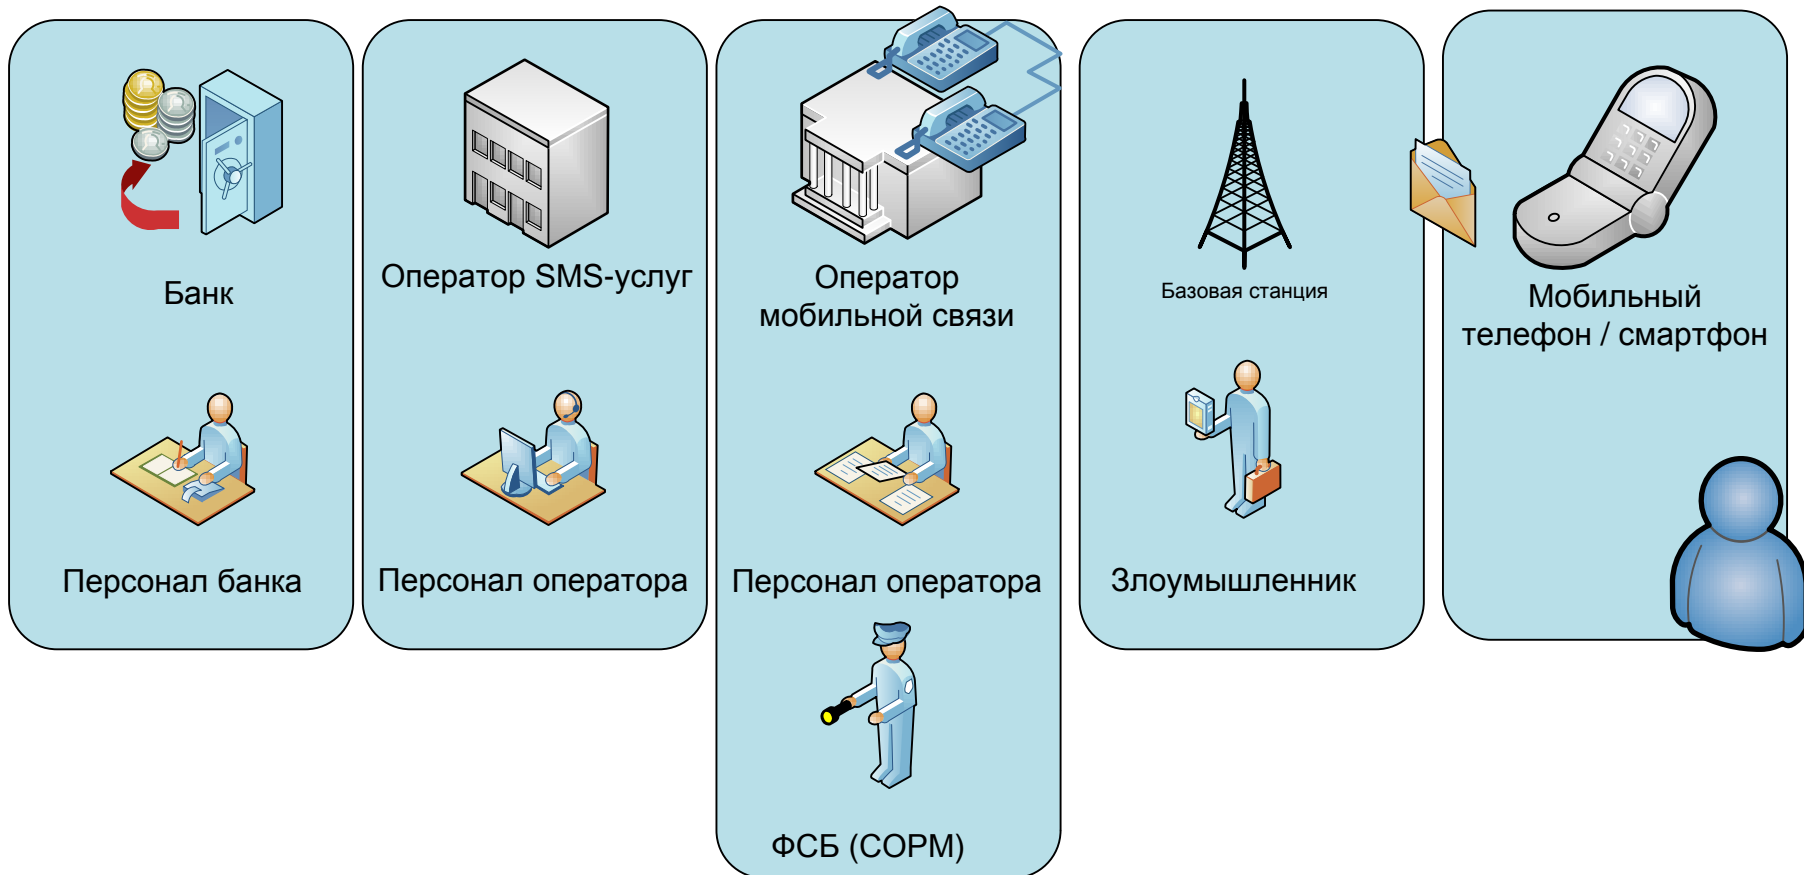 Банк
Персонал банка
Оператор SMS-услуг
Персонал оператора
Оператор
мобильной связи
Персонал оператора
ФСБ (СОРМ)
Базовая станция
Злоумышленник
Мобильный
телефон / смартфон